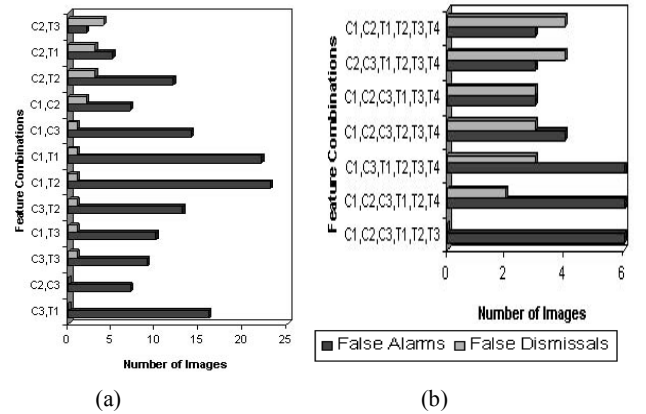 C2,T3
C2,T1
C2,T2
C1,C2
C1,C3
C1,T1
C1,T2
C3,T2
C1,T3
C3,T3
C2,C3
C3,T1
Feature Combinations
0 5 10 15 20 25
Number of Images
(a)
C1,C2,T1,T2,T3,T4
C2,C3,T1,T2,T3,T4
C1,C2,C3,T1,T3,T4
C1,C2,C3,T2,T3,T4
C1,C3,T1,T2,T3,T4
C1,C2,C3,T1,T2,T4
C1,C2,C3,T1,T2,T3
Feature Combinations
0 2 4 6
Number of Images
False Alarms False Dismissals
(b)